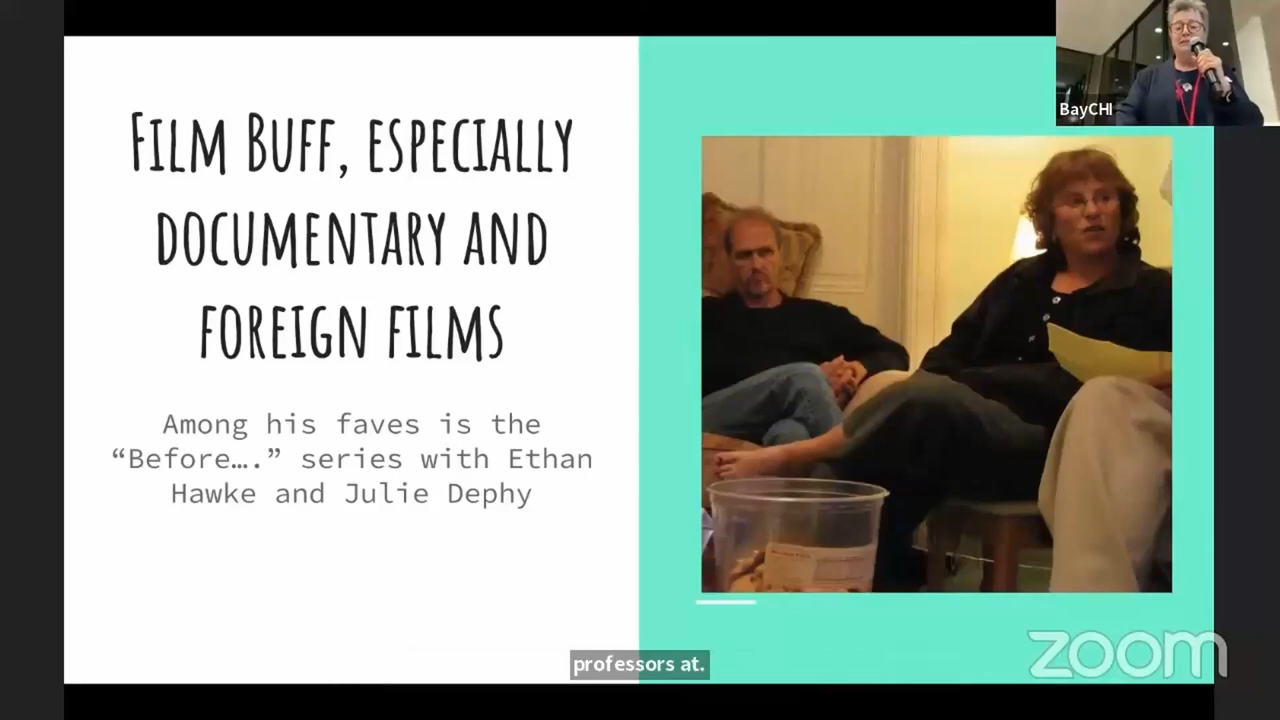 FILM BUFF, ESPECIALLY
DOCUMENTARY AND
FOREIGN FILMS
Among his faves is the
“Before….” series with Ethan
Hawke and Julie Dephy
BayCHI
professors at.
zoom